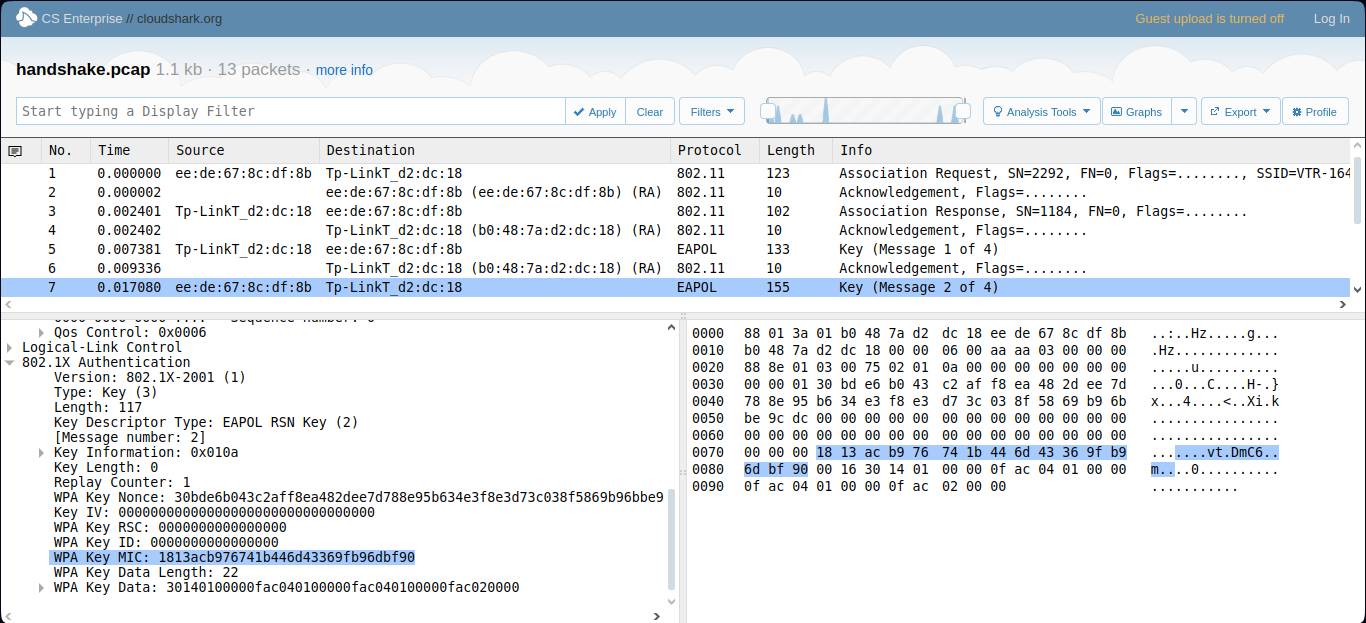 CS Enterprise // cloudshark.org
Guest upload is turned off
Log In
handshake.pcap 1.1 kb · 13 packets · more info
Start typing a Display Filter
Apply
Clear
Filters
Analysis Tools
Graphs
Export
Profile
No. Time Source Destination Protocol Length Info
1 0.000000 ee:de:67:8c:df:8b Tp-LinkT_d2:dc:18 802.11 123 Association Request, SN=2292, FN=0, Flags=........, SSID=VTR-164
2 0.000002 ee:de:67:8c:df:8b (ee:de:67:8c:df:8b) (RA) 802.11 10 Acknowledgement, Flags=........
3 0.002401 Tp-LinkT_d2:dc:18 ee:de:67:8c:df:8b 802.11 102 Association Response, SN=1184, FN=0, Flags=........
4 0.002402 Tp-LinkT_d2:dc:18 (b0:48:7a:d2:dc:18) (RA) 802.11 10 Acknowledgement, Flags=........
5 0.007381 Tp-LinkT_d2:dc:18 ee:de:67:8c:df:8b EAPOL 133 Key (Message 1 of 4)
6 0.009336 Tp-LinkT_d2:dc:18 (b0:48:7a:d2:dc:18) (RA) 802.11 10 Acknowledgement, Flags=........
7 0.017080 ee:de:67:8c:df:8b Tp-LinkT_d2:dc:18 EAPOL 155 Key (Message 2 of 4)
Qos Control: 0x0006
Logical-Link Control
802.1X Authentication
Version: 802.1X-2001 (1)
Type: Key (3)
Length: 117
Key Descriptor Type: EAPOL RSN Key (2)
[Message number: 2]
Key Information: 0x010a
Key Length: 0
Replay Counter: 1
WPA Key Nonce: 30bde6b043c2aff8ea482dee7d788e95b634e3f8e3d73c038f5869b96bbe9
Key IV: 00000000000000000000000000000000
WPA Key RSC: 0000000000000000
WPA Key ID: 0000000000000000
WPA Key MIC: 1813acb976741b446d43369fb96dbf90
WPA Key Data Length: 22
WPA Key Data: 30140100000fac040100000fac040100000fac020000
0000 88 01 3a 01 b0 48 7a d2 dc 18 ee de 67 8c df 8b ..:..Hz.....g...
0010 b0 48 7a d2 dc 18 00 00 06 00 aa aa 03 00 00 00 .Hz.............
0020 88 8e 01 03 00 75 02 01 0a 00 00 00 00 00 00 00 .....u..........
0030 00 00 01 30 bd e6 b0 43 c2 af f8 ea 48 2d ee 7d ...0...C....H-.}
0040 78 8e 95 b6 34 e3 f8 e3 d7 3c 03 8f 58 69 b9 6b x...4....<..Xi.k
0050 be 9c dc 00 00 00 00 00 00 00 00 00 00 00 00 00 ................
0060 00 00 00 00 00 00 00 00 00 00 00 00 00 00 00 00 ................
0070 00 00 00 18 13 ac b9 76 74 1b 44 6d 43 36 9f b9 .......vt.DmC6..
0080 6d bf 90 00 16 30 14 01 00 00 0f ac 04 01 00 00 m....0..........
0090 0f ac 04 01 00 00 0f ac 02 00 00 ...........